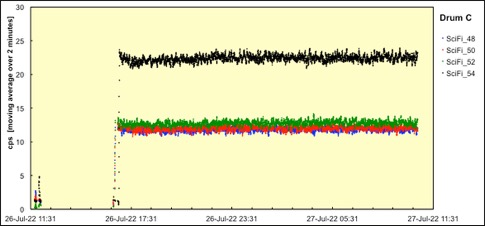 30
25
20
15
10
5
0
cps [moving average over 2 minutes]
26-Jul-22 11:31
26-Jul-22 17:31
26-Jul-22 23:31
27-Jul-22 05:31
27-Jul-22 11:31
Drum C
SciFi_48
SciFi_50
SciFi_52
SciFi_54